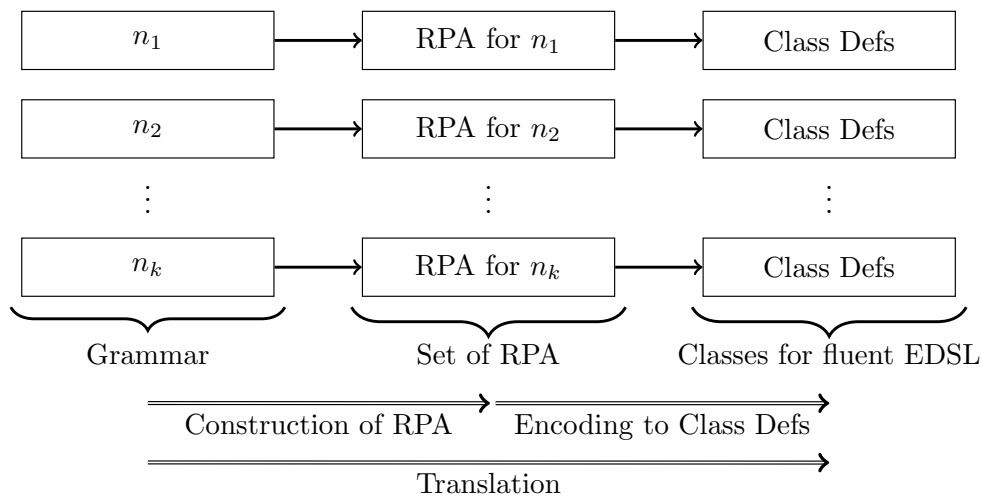 n₁ RPA for n₁ Class Defs
n₂ RPA for n₂ Class Defs
⋮ ⋮ ⋮
nₖ RPA for nₖ Class Defs
Grammar Set of RPA Classes for fluent EDSL
Construction of RPA Encoding to Class Defs
Translation